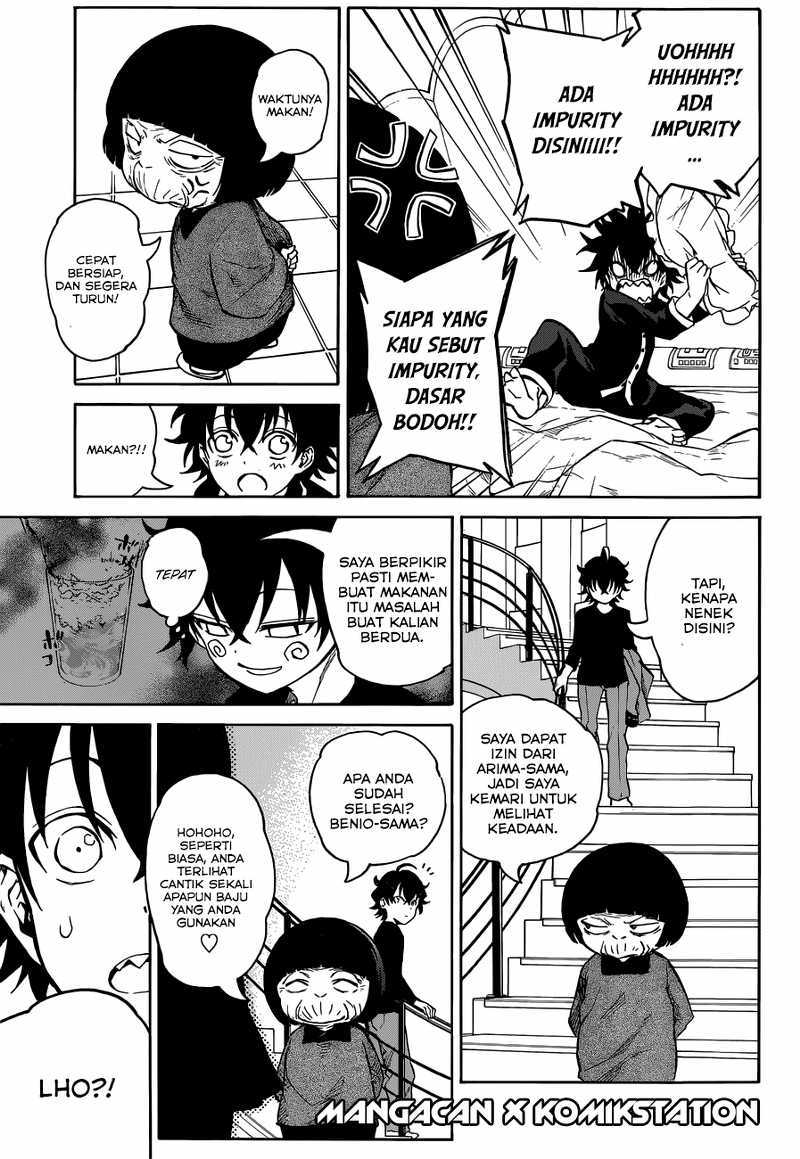 UOHHHH
HHHHHH?!
ADA
IMPURITY
...
ADA
IMPURITY
DISINIIII!!
SIAPA YANG
KAU SEBUT
IMPURITY,
DASAR
BODOH!!
WAKTUNYA
MAKAN!
CEPAT
BERSIAP,
DAN SEGERA
TURUN!
MAKAN?!!
TAPI,
KENAPA
NENEK
DISINI?
SAYA DAPAT
IZIN DARI
ARIMA-SAMA,
JADI SAYA
KEMARI UNTUK
MELIHAT
KEADAAN.
SAYA BERPIKIR
PASTI MEM-
BUAT MAKANAN
ITU MASALAH
BUAT KALIAN
BERDUA.
TEPAT
ボコ
APA ANDA
SUDAH
SELESAI?
BENIO-SAMA?
HOHOHO,
SEPERTI
BIASA, ANDA
TERLIHAT
CANTIK SEKALI
APAPUN BAJU
YANG ANDA
GUNAKAN
♡
LHO?!
MANGACAN X KOMIKSTATION